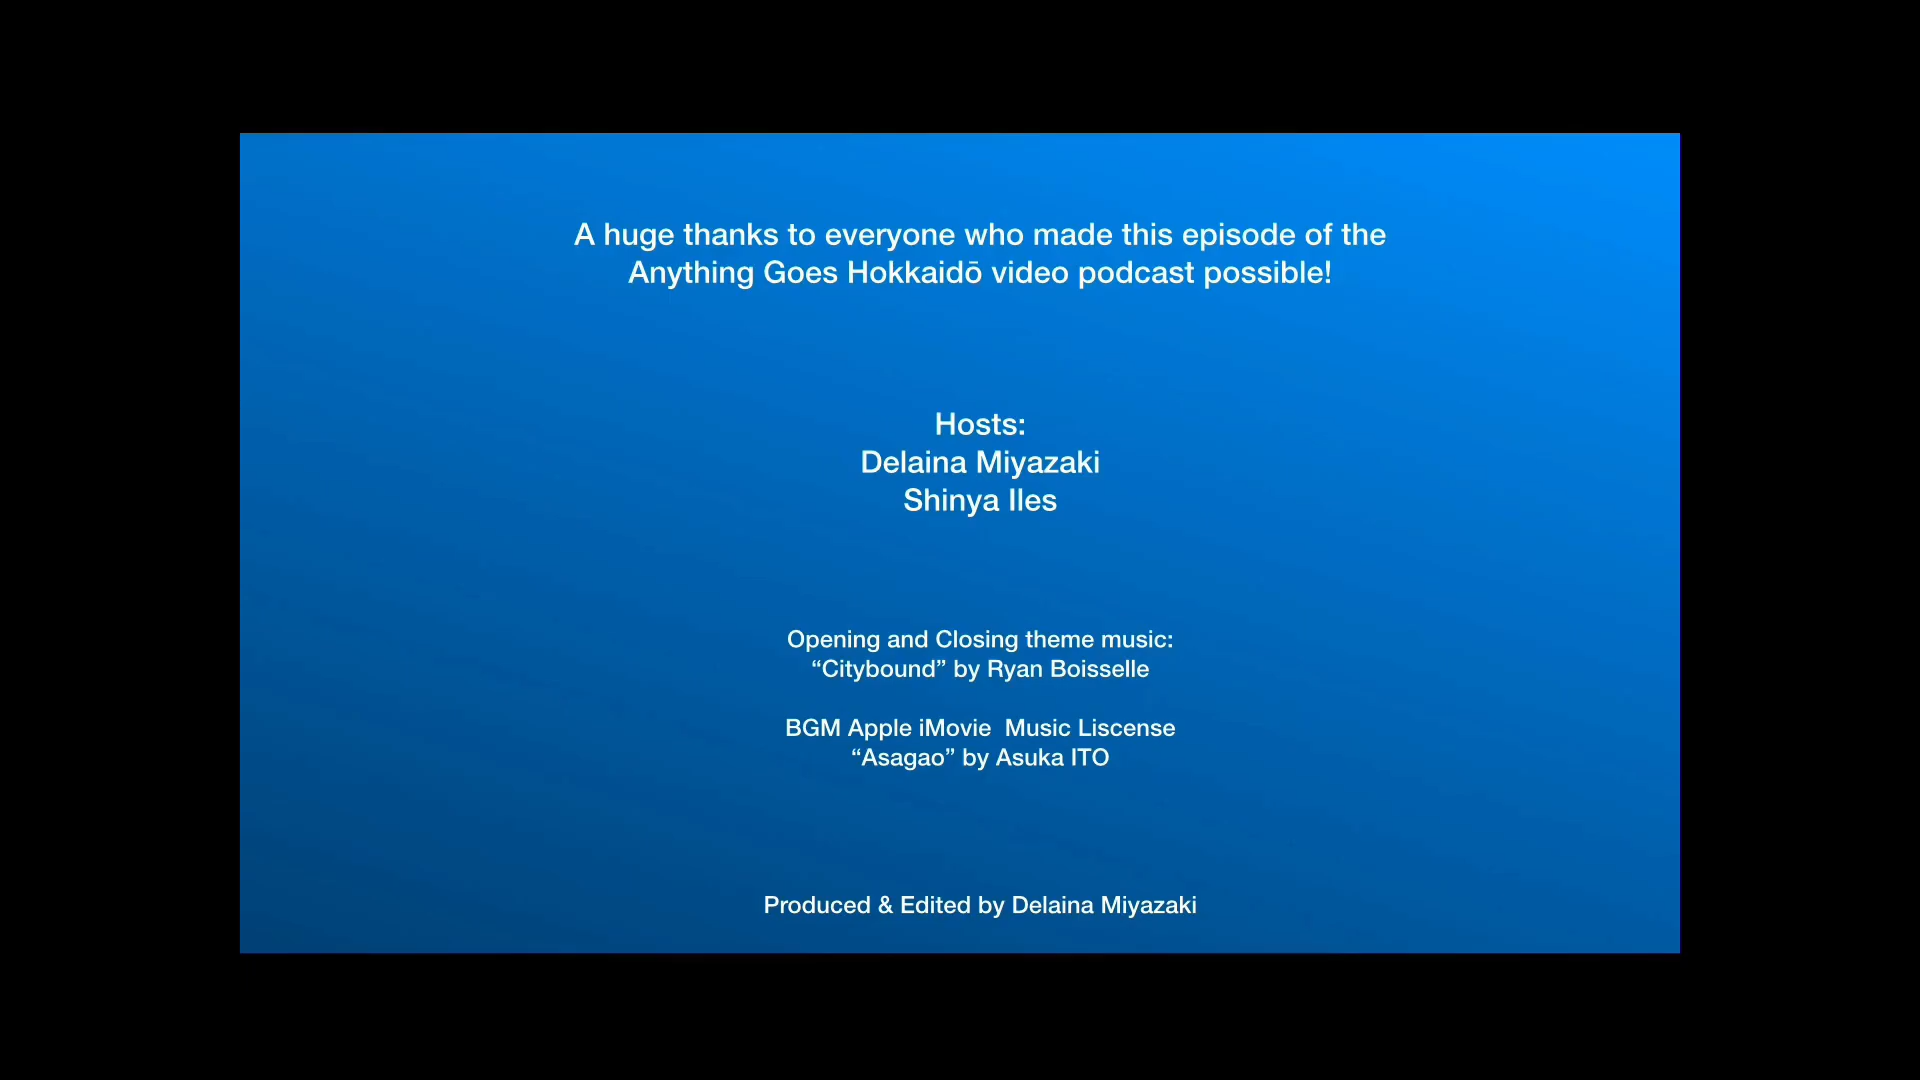 A huge thanks to everyone who made this episode of the
Anything Goes Hokkaidō video podcast possible!
Hosts:
Delaina Miyazaki
Shinya Iles
Opening and Closing theme music:
“Citybound” by Ryan Boisselle
BGM Apple iMovie  Music Liscense
“Asagao” by Asuka ITO
Produced & Edited by Delaina Miyazaki